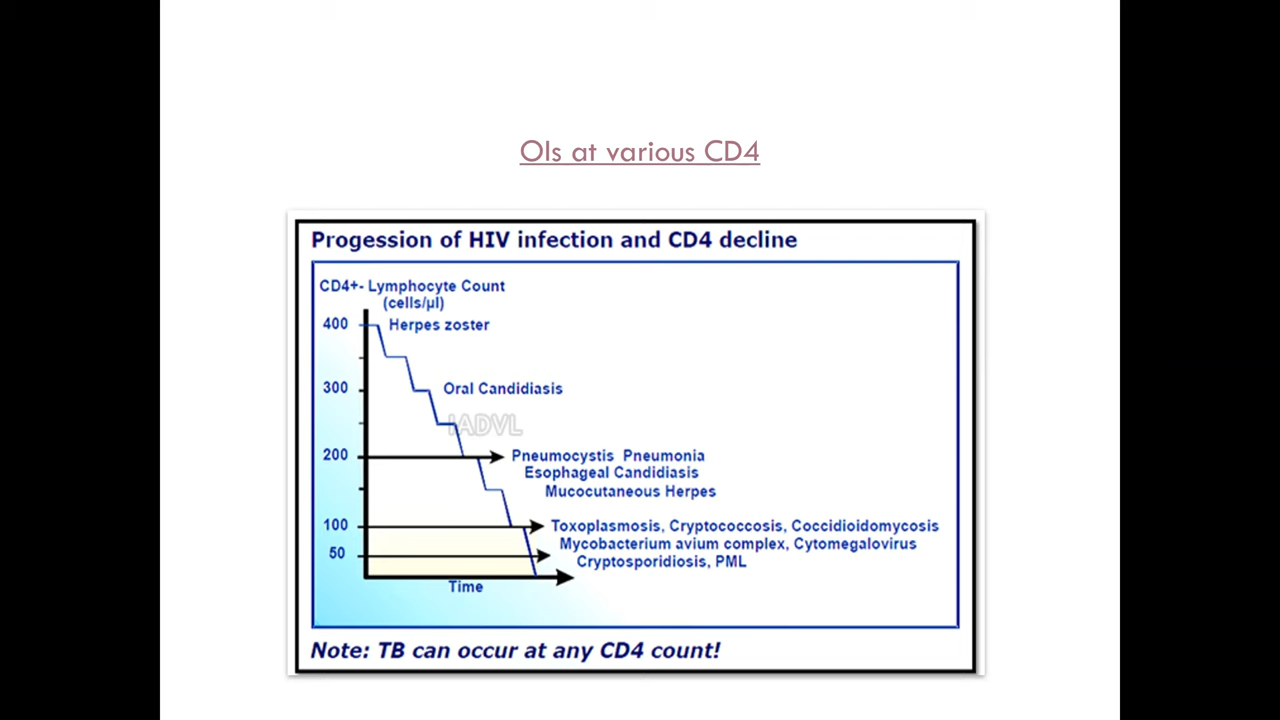 OIs at various CD4
Progession of HIV infection and CD4 decline
CD4+- Lymphocyte Count
(cells/µl)
400 Herpes zoster
300 Oral Candidiasis
IADVL
200 Pneumocystis Pneumonia
Esophageal Candidiasis
Mucocutaneous Herpes
100 Toxoplasmosis, Cryptococcosis, Coccidioidomycosis
Mycobacterium avium complex, Cytomegalovirus
50
Cryptosporidiosis, PML
Time
Note: TB can occur at any CD4 count!